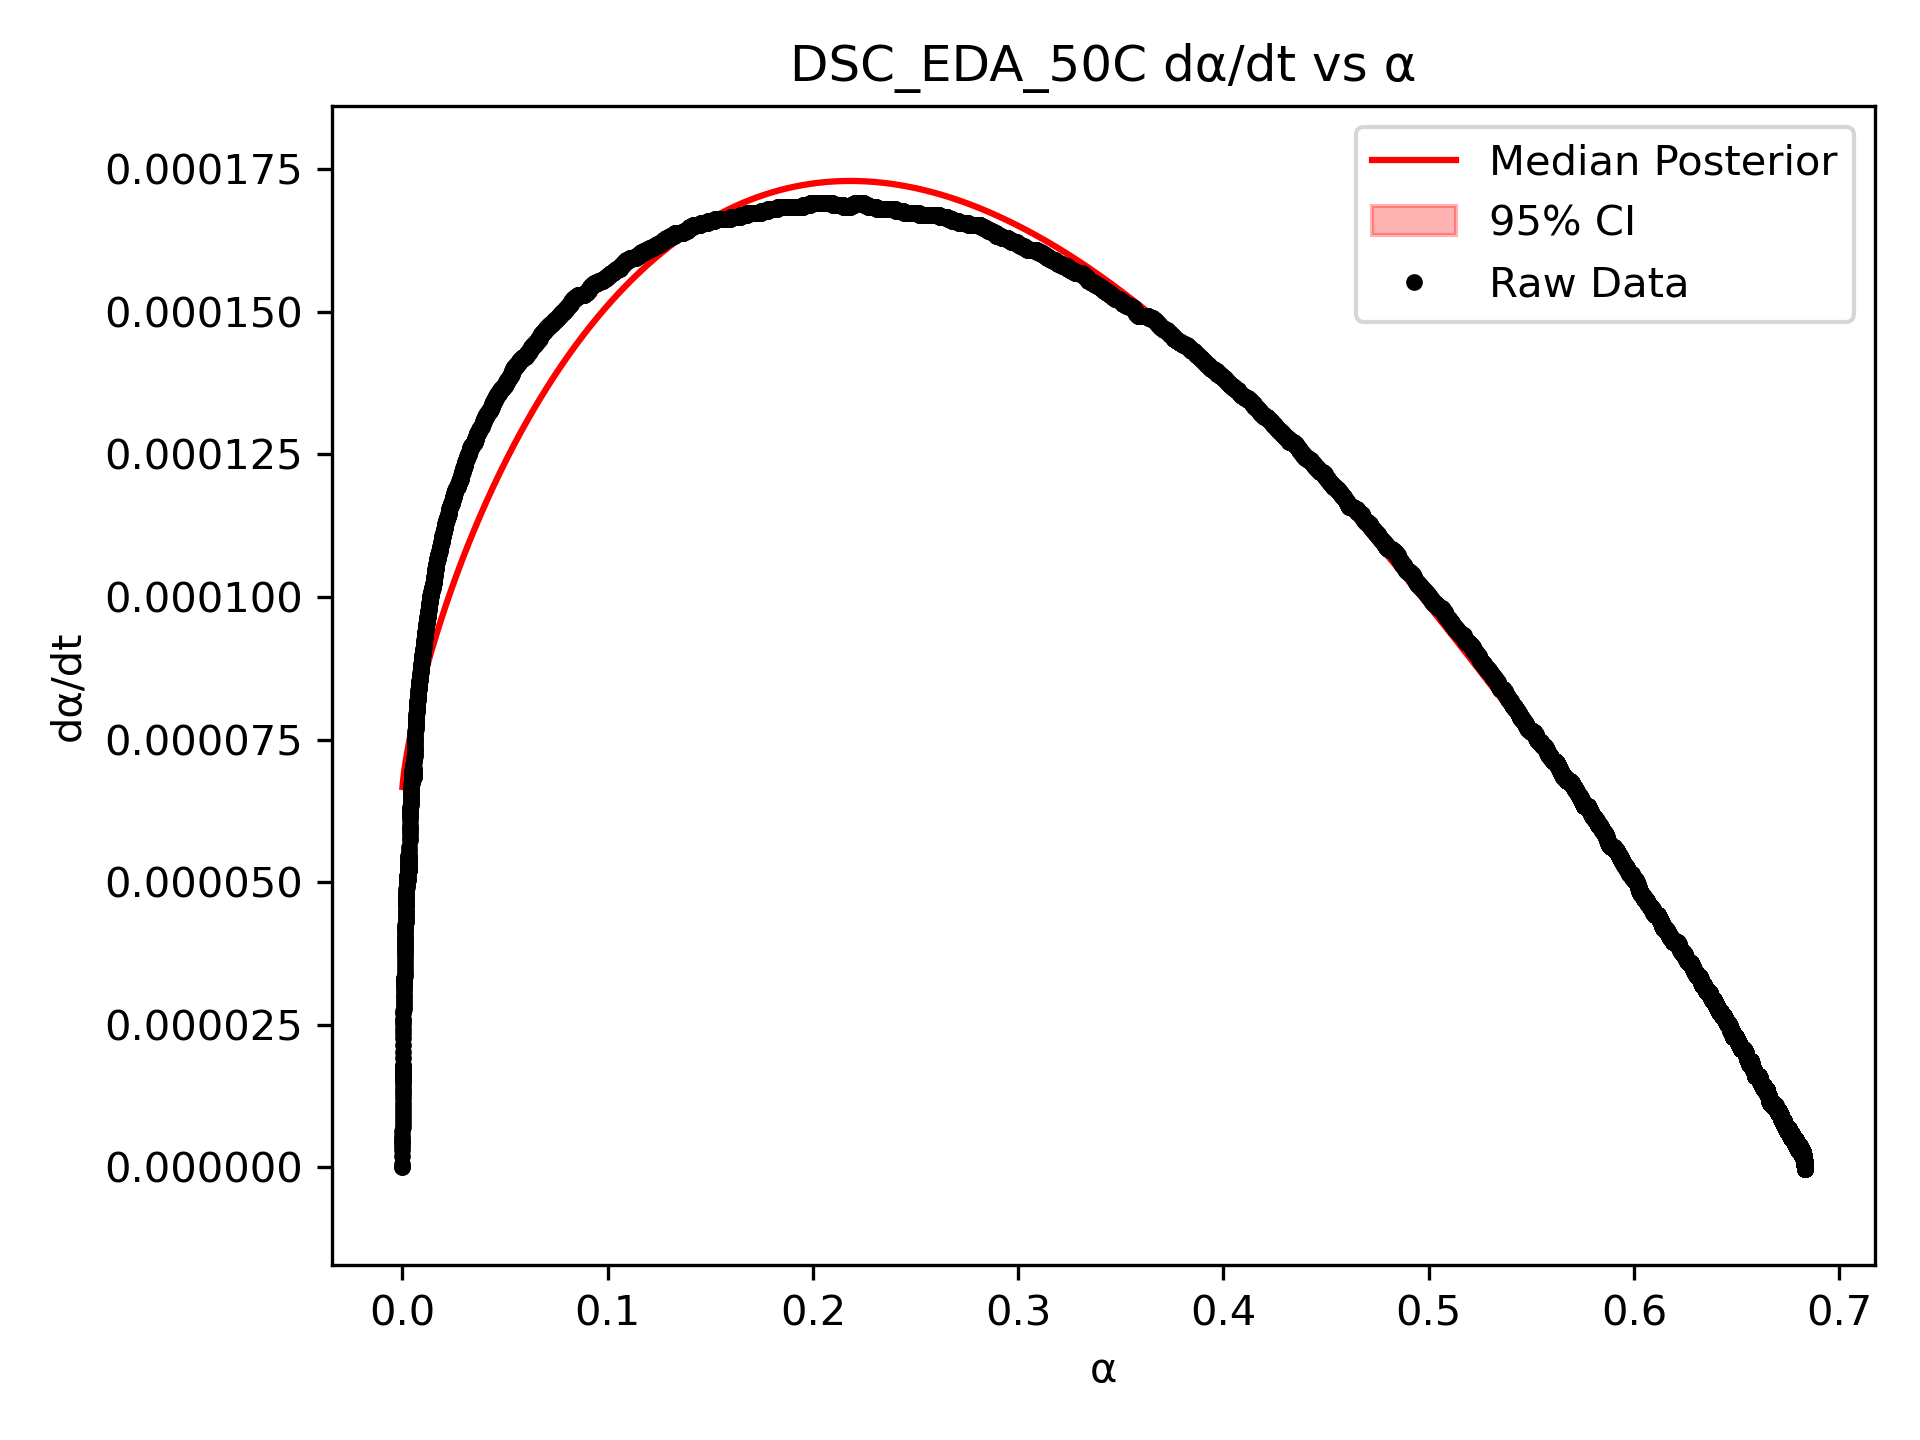 DSC_EDA_50C dα/dt vs α
Median Posterior
95% CI
Raw Data
0.000175
0.000150
0.000125
0.000100
0.000075
0.000050
0.000025
0.000000
dα/dt
0.0 0.1 0.2 0.3 0.4 0.5 0.6 0.7
α